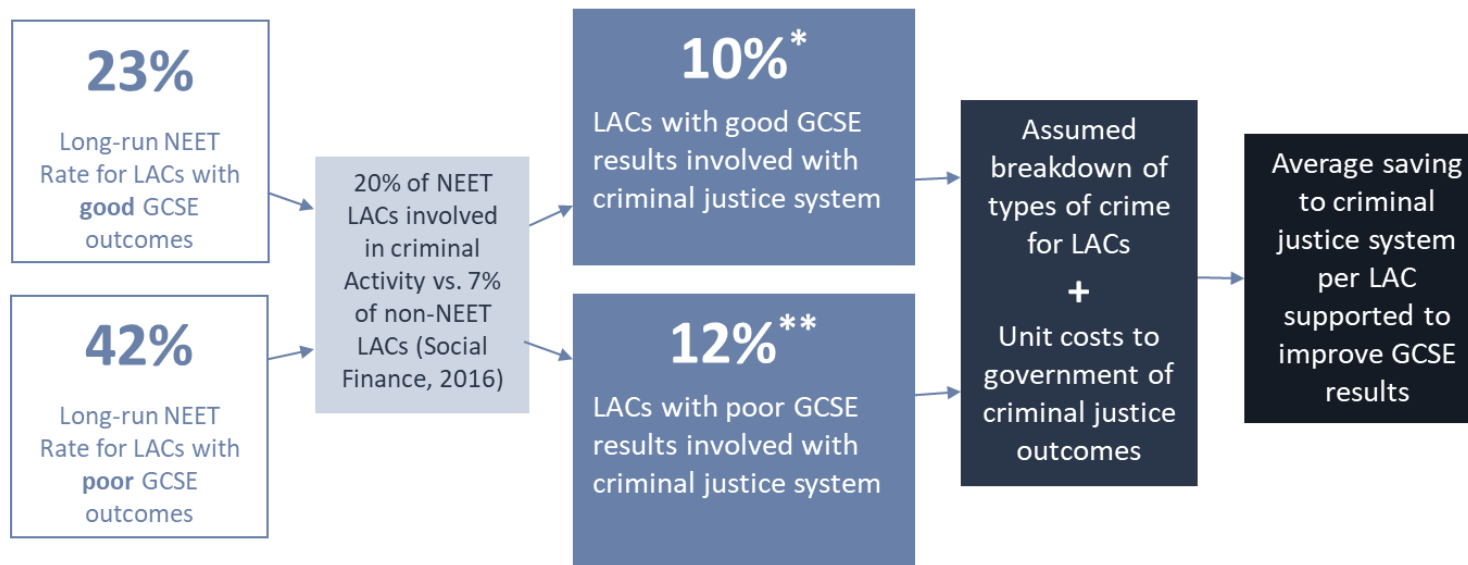 23%
Long-run NEET
Rate for LACs with
good GCSE
outcomes
42%
Long-run NEET
Rate for LACs with
poor GCSE
outcomes
20% of NEET
LACs involved
in criminal
Activity vs. 7%
of non-NEET
LACs (Social
Finance, 2016)
10%*
LACs with good GCSE
results involved with
criminal justice system
12%**
LACs with poor GCSE
results involved with
criminal justice system
Assumed
breakdown of
types of crime
for LACs
+
Unit costs to
government of
criminal justice
outcomes
Average saving
to criminal
justice system
per LAC
supported to
improve GCSE
results